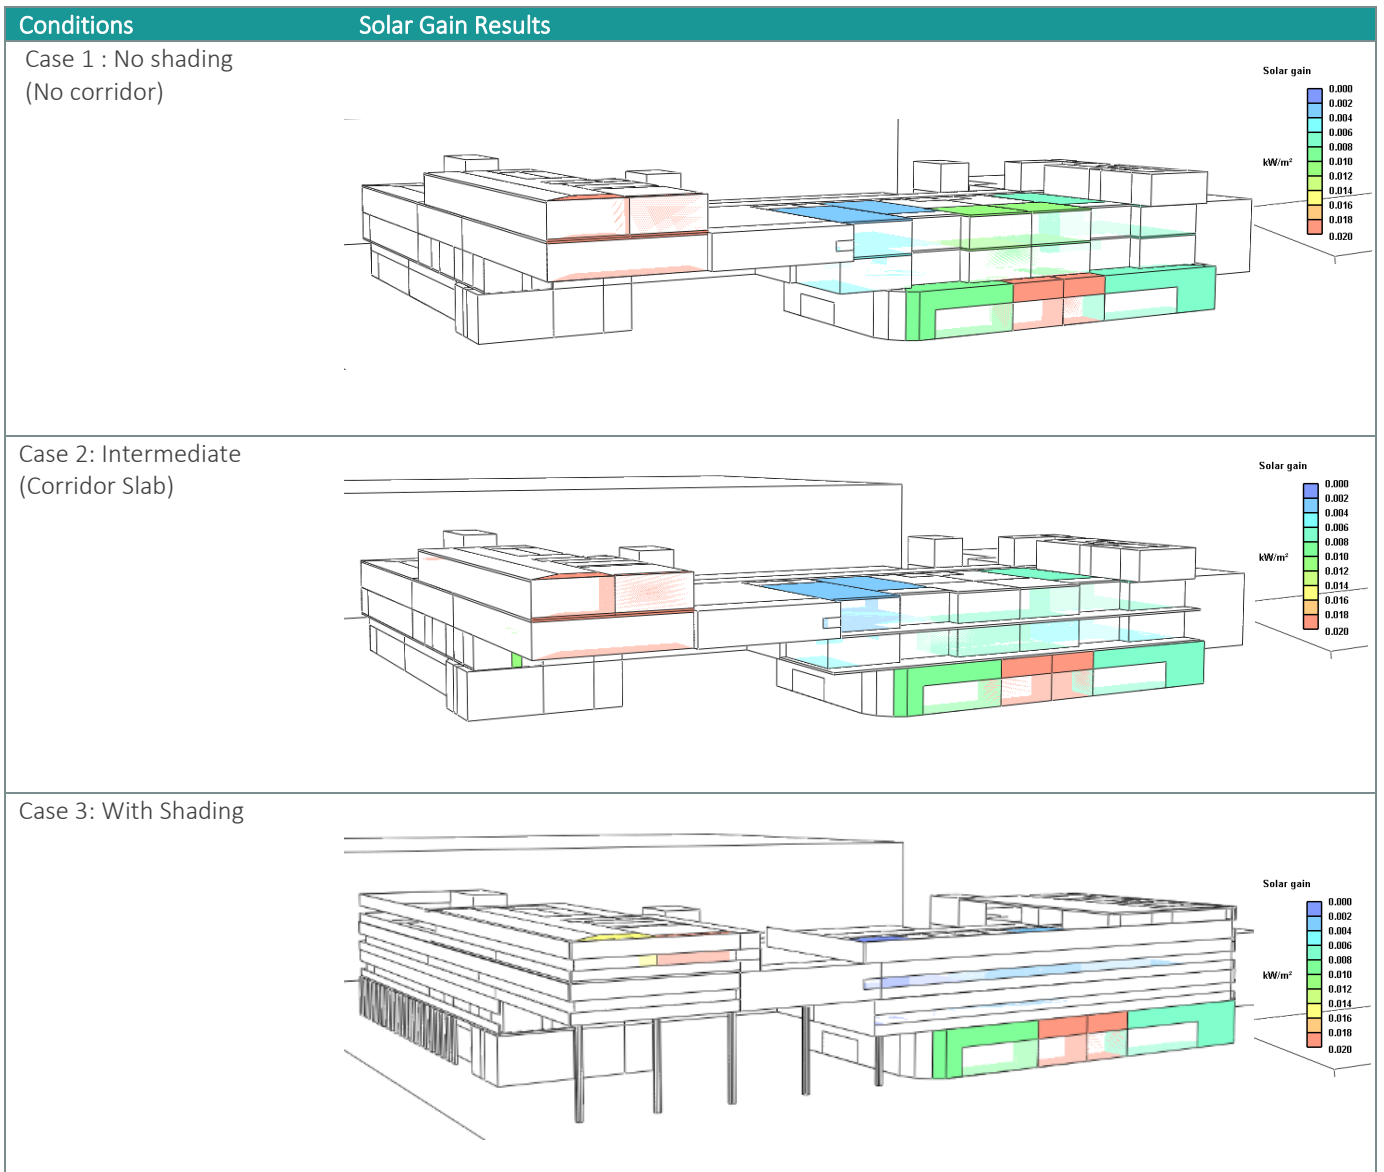 Conditions Solar Gain Results
Case 1 : No shading
(No corridor)
Solar gain
0.000
0.002
0.004
0.006
0.008
kW/m²
0.010
0.012
0.014
0.016
0.018
0.020
Case 2: Intermediate
(Corridor Slab)
Solar gain
0.000
0.002
0.004
0.006
0.008
kW/m²
0.010
0.012
0.014
0.016
0.018
0.020
Case 3: With Shading
Solar gain
0.000
0.002
0.004
0.006
0.008
kW/m²
0.010
0.012
0.014
0.016
0.018
0.020